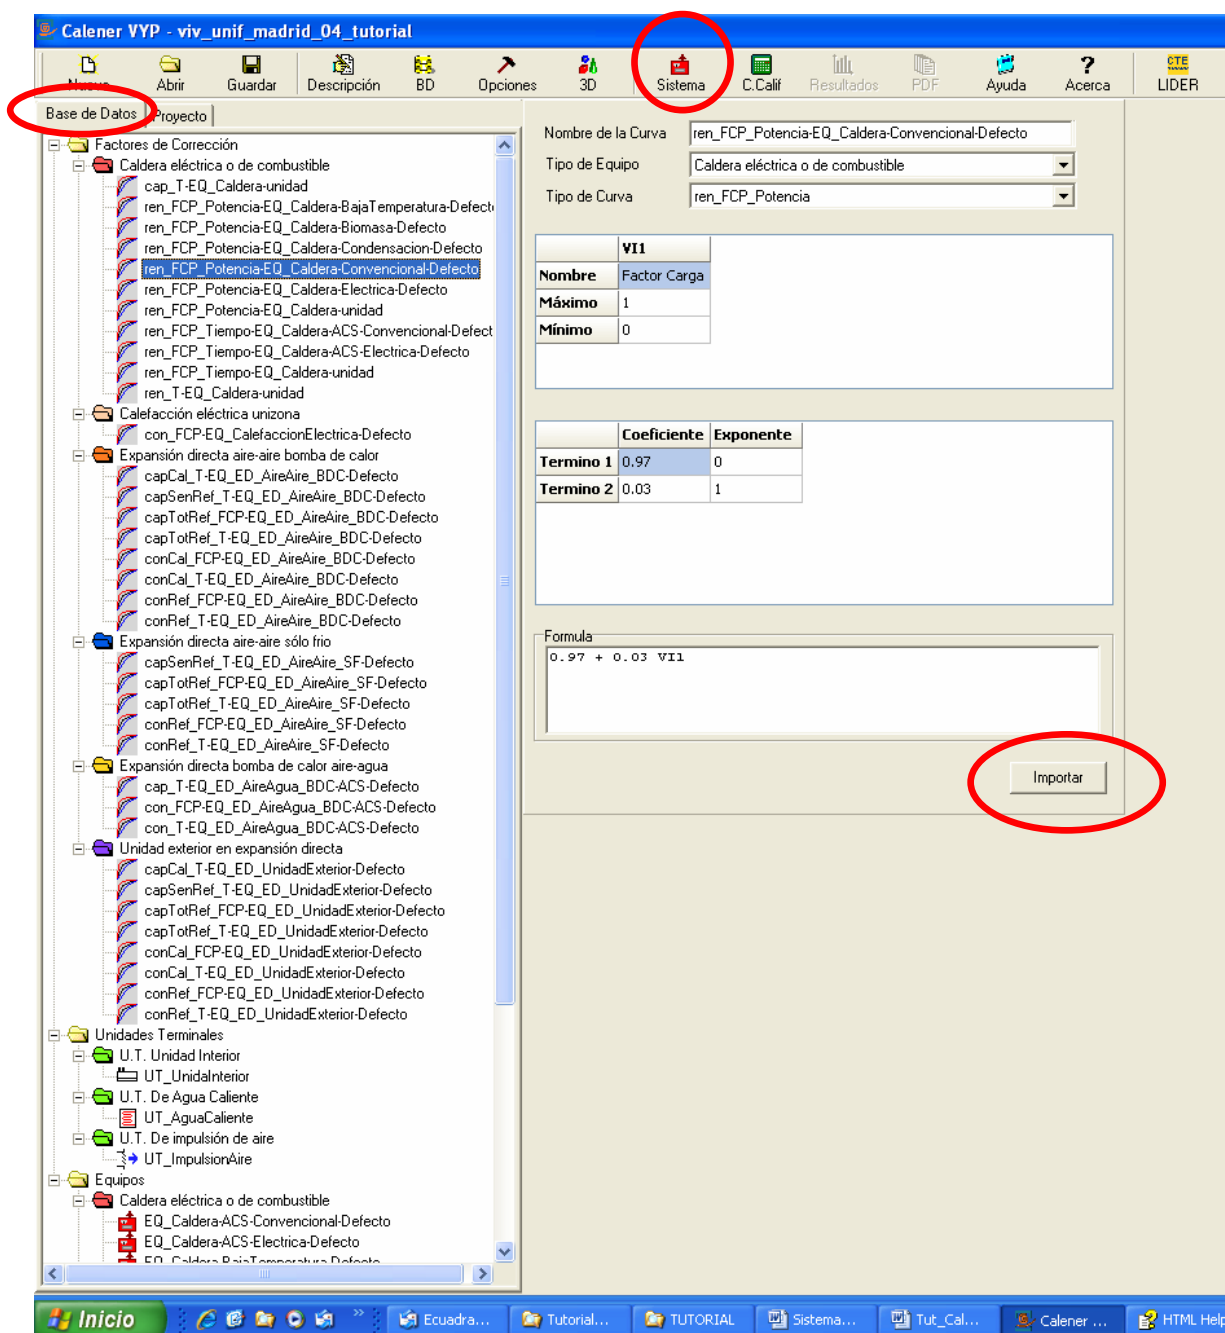 Calener VYP - viv_unif_madrid_04_tutorial
Nuevo Abrir Guardar Descripción BD Opciones 3D Sistema C.Calif Resultados PDF Ayuda Acerca CTE LIDER
Base de Datos Proyecto
Factores de Corrección
Caldera eléctrica o de combustible
cap_T-EQ_Caldera-unidad
ren_FCP_Potencia-EQ_Caldera-BajaTemperatura-Defect
ren_FCP_Potencia-EQ_Caldera-Biomasa-Defecto
ren_FCP_Potencia-EQ_Caldera-Condensacion-Defecto
ren_FCP_Potencia-EQ_Caldera-Convencional-Defecto
ren_FCP_Potencia-EQ_Caldera-Electrica-Defecto
ren_FCP_Potencia-EQ_Caldera-unidad
ren_FCP_Tiempo-EQ_Caldera-ACS-Convencional-Defect
ren_FCP_Tiempo-EQ_Caldera-ACS-Electrica-Defecto
ren_FCP_Tiempo-EQ_Caldera-unidad
ren_T-EQ_Caldera-unidad
Calefacción eléctrica unizona
con_FCP-EQ_CalefaccionElectrica-Defecto
Expansión directa aire-aire bomba de calor
capCal_T-EQ_ED_AireAire_BDC-Defecto
capSenRef_T-EQ_ED_AireAire_BDC-Defecto
capTotRef_FCP-EQ_ED_AireAire_BDC-Defecto
capTotRef_T-EQ_ED_AireAire_BDC-Defecto
conCal_FCP-EQ_ED_AireAire_BDC-Defecto
conCal_T-EQ_ED_AireAire_BDC-Defecto
conRef_FCP-EQ_ED_AireAire_BDC-Defecto
conRef_T-EQ_ED_AireAire_BDC-Defecto
Expansión directa aire-aire sólo frio
capSenRef_T-EQ_ED_AireAire_SF-Defecto
capTotRef_FCP-EQ_ED_AireAire_SF-Defecto
capTotRef_T-EQ_ED_AireAire_SF-Defecto
conRef_FCP-EQ_ED_AireAire_SF-Defecto
conRef_T-EQ_ED_AireAire_SF-Defecto
Expansión directa bomba de calor aire-agua
cap_T-EQ_ED_AireAgua_BDC-ACS-Defecto
con_FCP-EQ_ED_AireAgua_BDC-ACS-Defecto
con_T-EQ_ED_AireAgua_BDC-ACS-Defecto
Unidad exterior en expansión directa
capCal_T-EQ_ED_UnidadExterior-Defecto
capSenRef_T-EQ_ED_UnidadExterior-Defecto
capTotRef_FCP-EQ_ED_UnidadExterior-Defecto
capTotRef_T-EQ_ED_UnidadExterior-Defecto
conCal_FCP-EQ_ED_UnidadExterior-Defecto
conCal_T-EQ_ED_UnidadExterior-Defecto
conRef_FCP-EQ_ED_UnidadExterior-Defecto
conRef_T-EQ_ED_UnidadExterior-Defecto
Unidades Terminales
U.T. Unidad Interior
UT_UnidaInterior
U.T. De Agua Caliente
UT_AguaCaliente
U.T. De impulsión de aire
UT_ImpulsionAire
Equipos
Caldera eléctrica o de combustible
EQ_Caldera-ACS-Convencional-Defecto
EQ_Caldera-ACS-Electrica-Defecto
EQ_Caldera-BajaTemperatura-Defecto
Nombre de la Curva ren_FCP_Potencia-EQ_Caldera-Convencional-Defecto
Tipo de Equipo Caldera eléctrica o de combustible
Tipo de Curva ren_FCP_Potencia
VI1
Nombre Factor Carga
Máximo 1
Mínimo 0
Coeficiente Exponente
Termino 1 0.97 0
Termino 2 0.03 1
Formula
0.97 + 0.03 VI1
Importar
Inicio » Ecuadra... Tutorial... TUTORIAL Sistema... Tut_Cal... Calener ... HTML Help